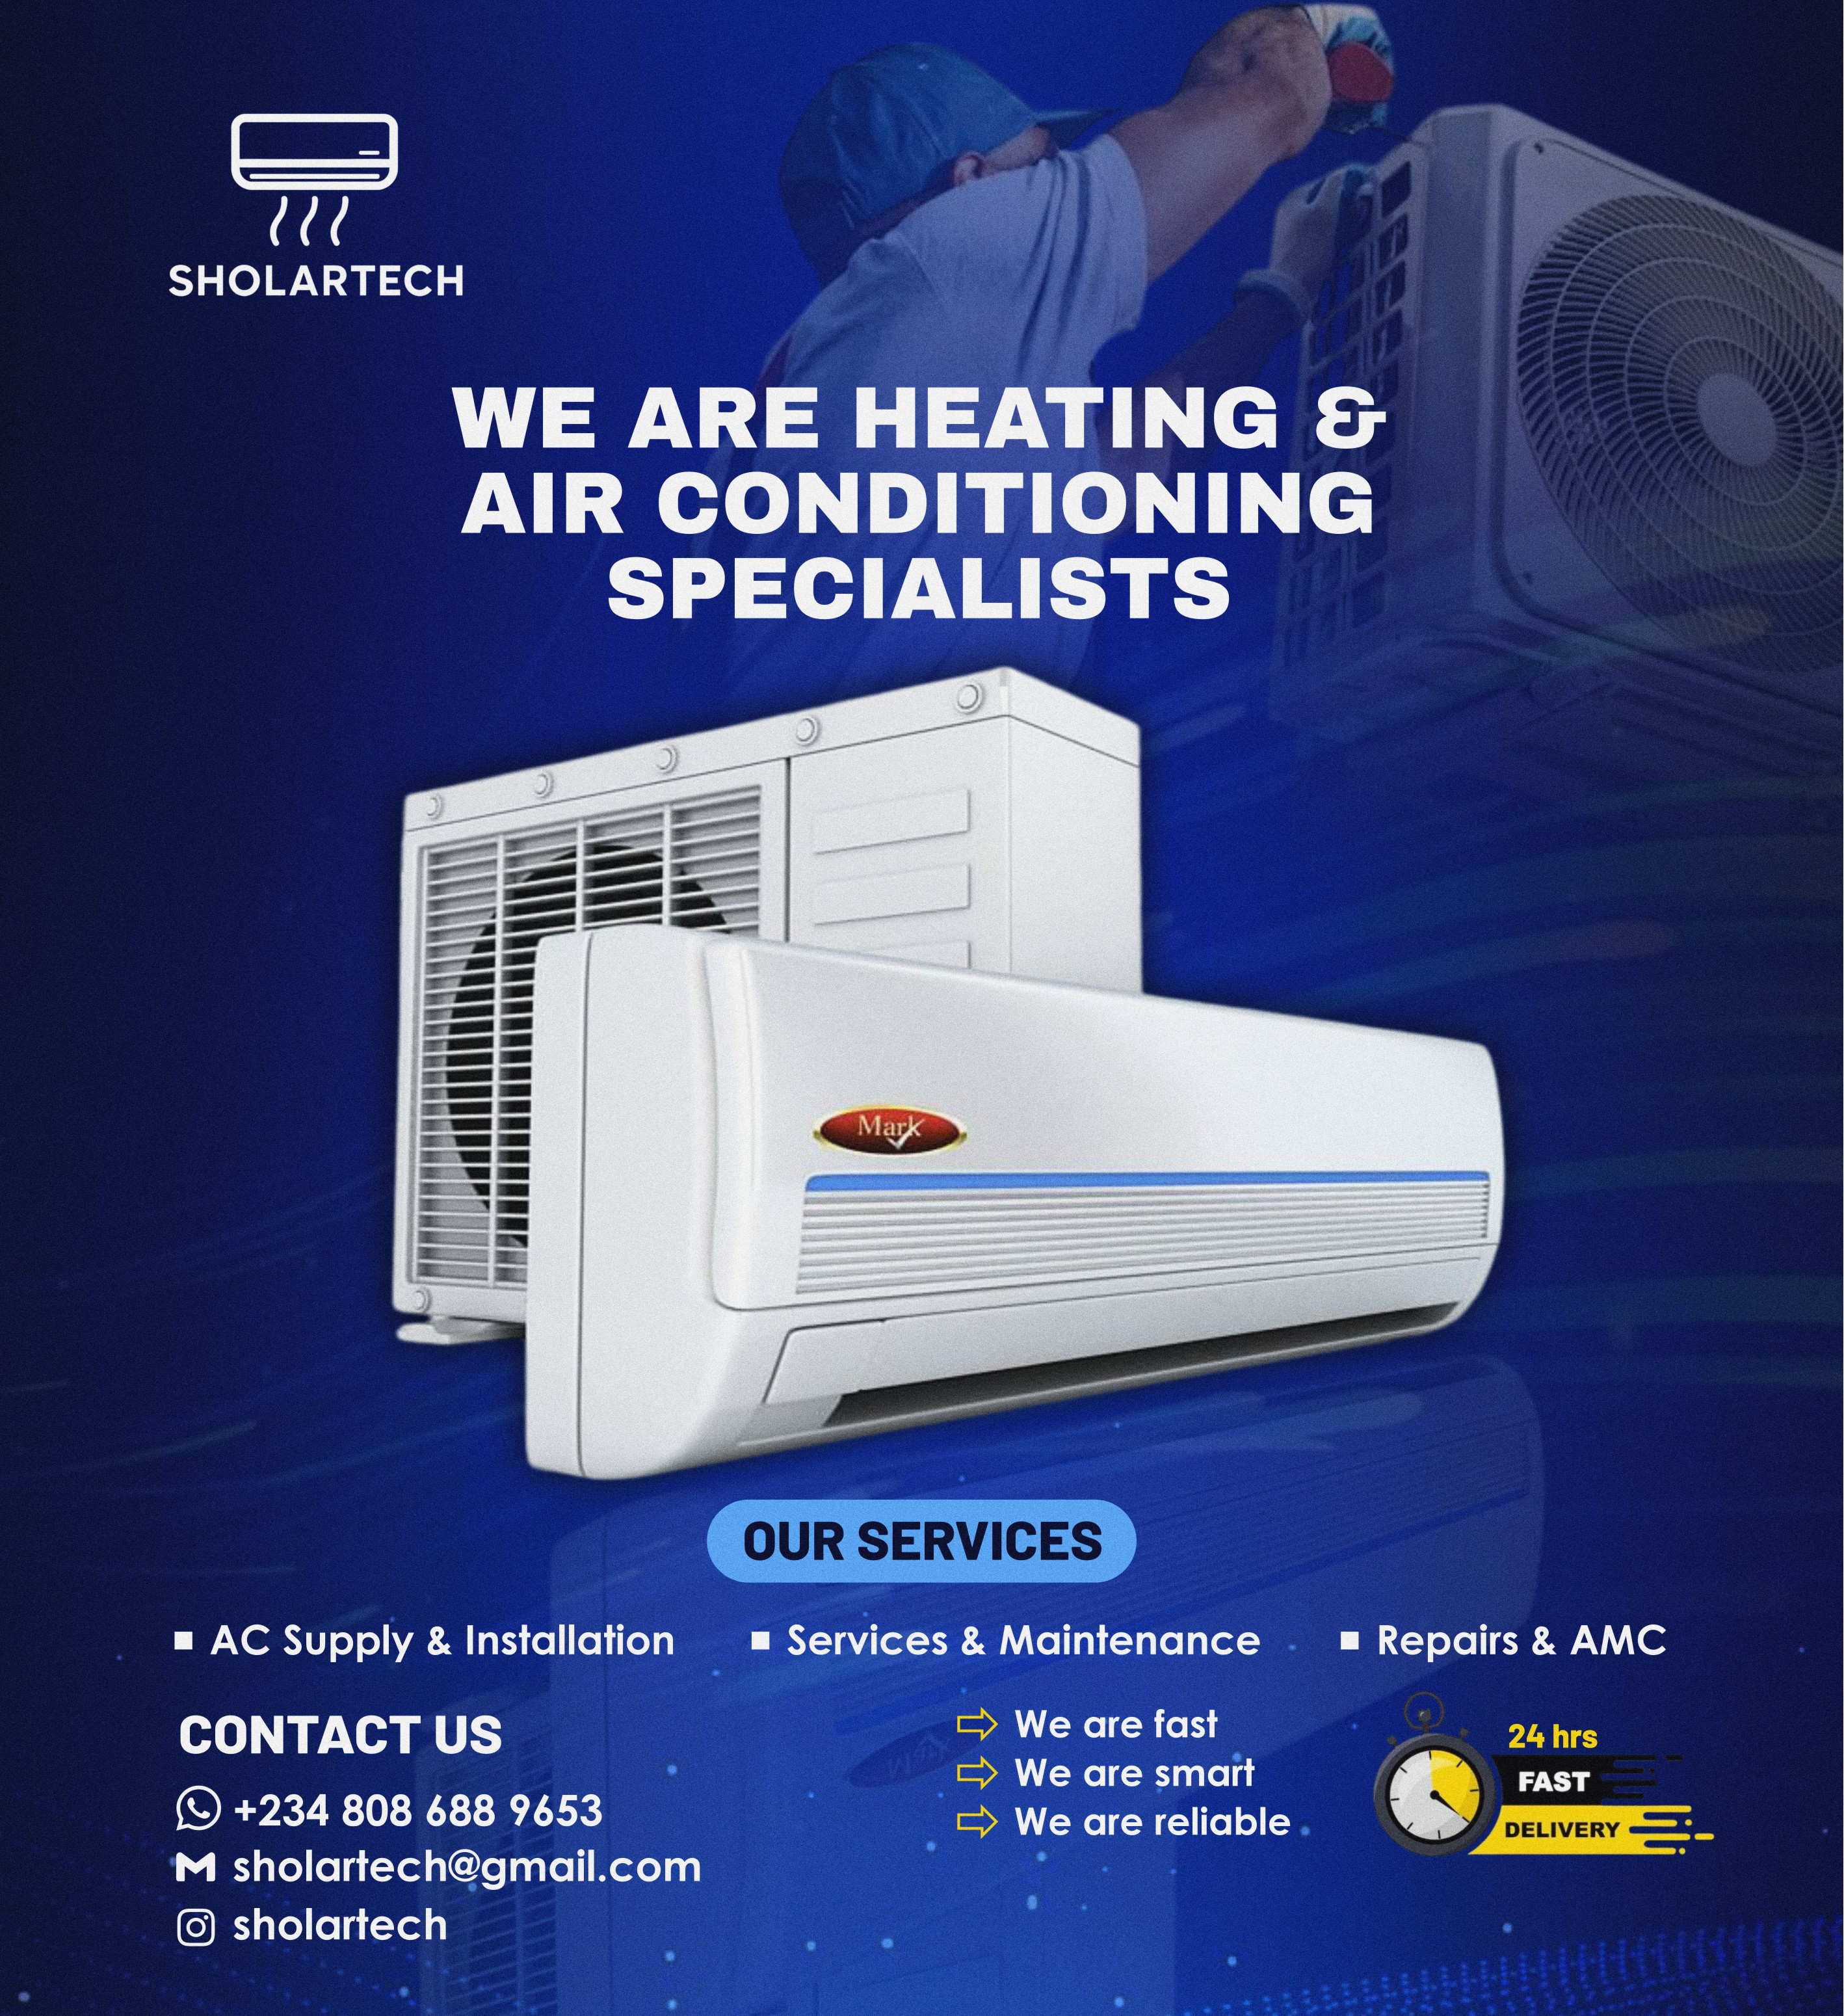 SHOLARTECH
WE ARE HEATING &
AIR CONDITIONING
SPECIALISTS
Mark
OUR SERVICES
AC Supply & Installation
Services & Maintenance
Repairs & AMC
CONTACT US
+234 808 688 9653
sholartech@gmail.com
sholartech
We are fast
We are smart
We are reliable
24 hrs
FAST
DELIVERY